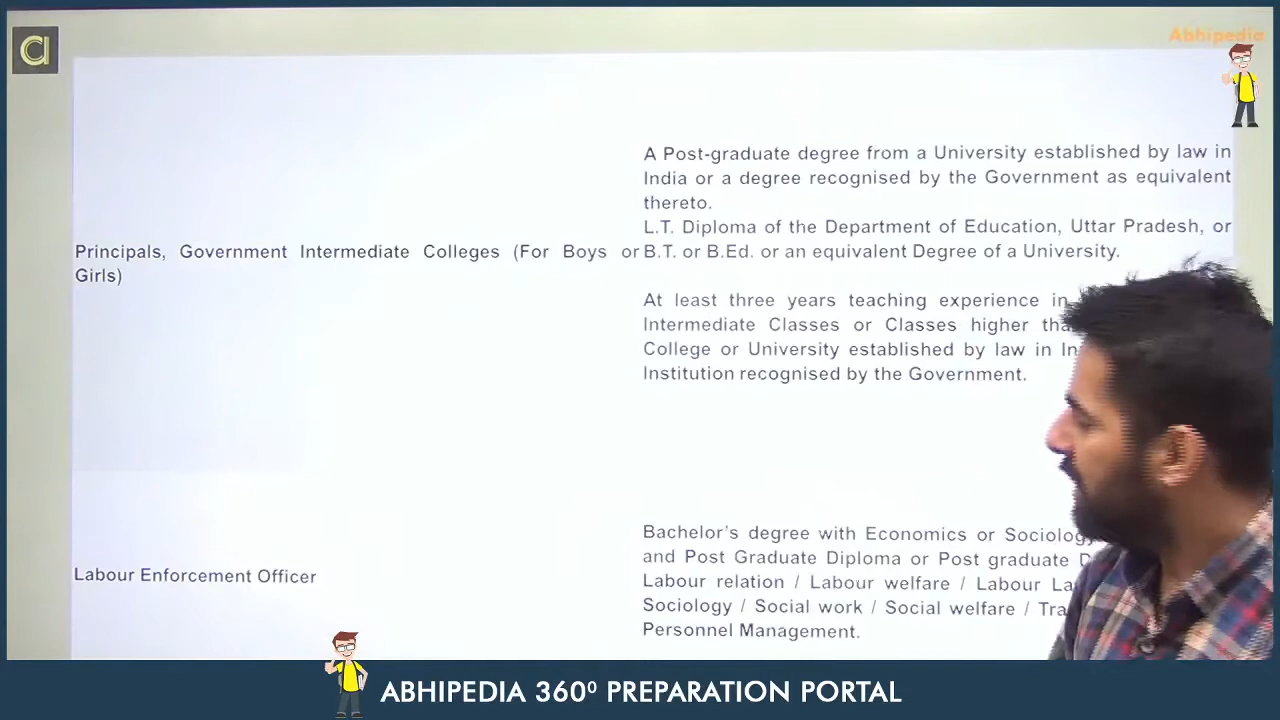 Abhipedia
A Post-graduate degree from a University established by law in
India or a degree recognised by the Government as equivalent
thereto.
L.T. Diploma of the Department of Education, Uttar Pradesh, or
Principals, Government Intermediate Colleges (For Boys or
Girls)
B.T. or B.Ed. or an equivalent Degree of a University.
At least three years teaching experience in
Intermediate Classes or Classes higher
College or University established by law in
Institution recognised by the Government.
Labour Enforcement Officer
Bachelor's degree with Economics or Sociology
and Post Graduate Diploma or Post graduate
Labour relation / Labour welfare / Labour
Sociology / Social work / Social welfare /
Personnel Management.
ABHIPEDIA 360⁰ PREPARATION PORTAL